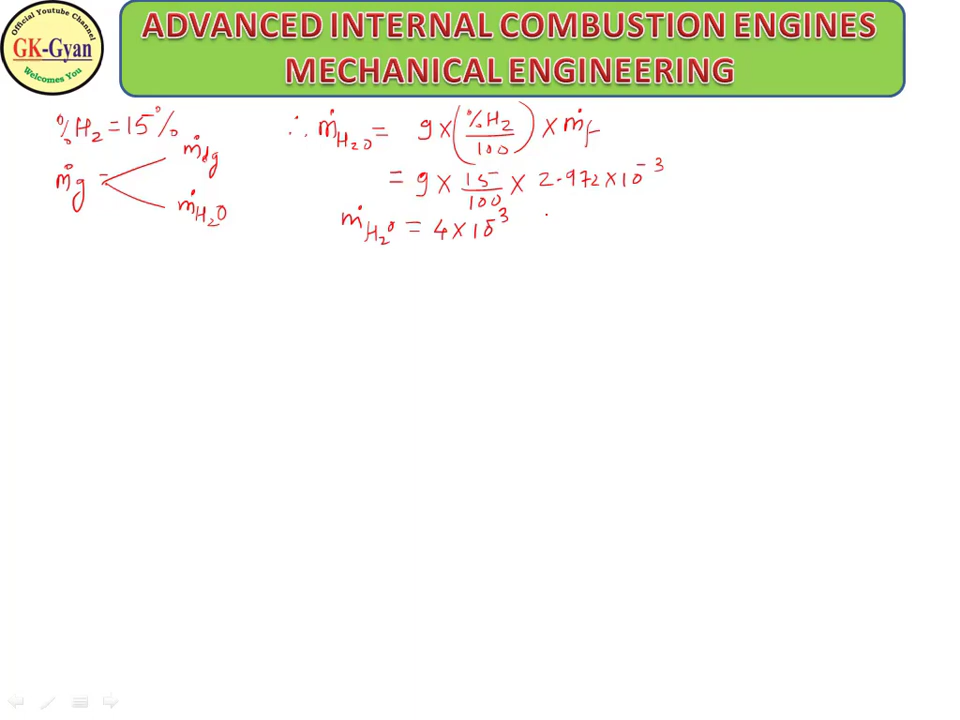 Official Youtube Channel
GK-Gyan
Welcomes You
ADVANCED INTERNAL COMBUSTION ENGINES
MECHANICAL ENGINEERING
%H₂ = 15%
ṁg = ṁdg
ṁH₂O
∴ ṁH₂O = 9 × (%H₂/100) × ṁf
= 9 × 15/100 × 2.972 × 10⁻³
ṁH₂O = 4 × 10⁻³